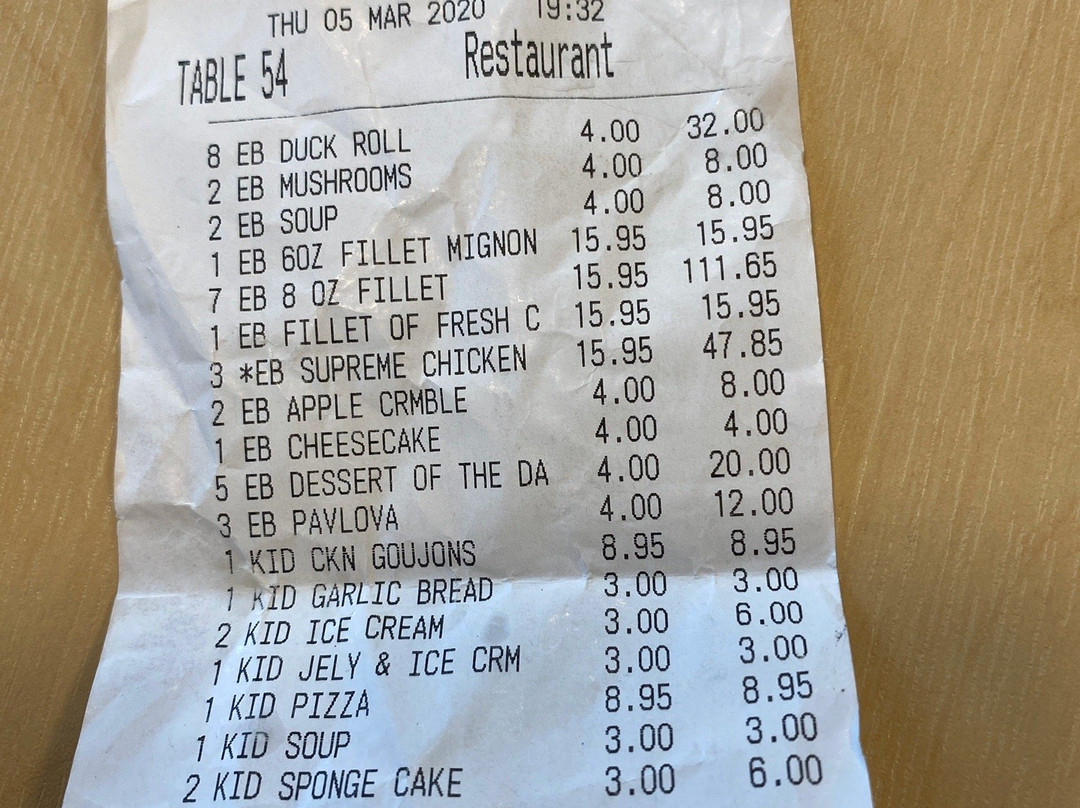 THU 05 MAR 2020 19:32
TABLE 54 Restaurant
8 EB DUCK ROLL 4.00 32.00
2 EB MUSHROOMS 4.00 8.00
2 EB SOUP 4.00 8.00
1 EB 6OZ FILLET MIGNON 15.95 15.95
7 EB 8 OZ FILLET 15.95 111.65
1 EB FILLET OF FRESH C 15.95 15.95
3 *EB SUPREME CHICKEN 15.95 47.85
2 EB APPLE CRMBLE 4.00 8.00
1 EB CHEESECAKE 4.00 4.00
5 EB DESSERT OF THE DA 4.00 20.00
3 EB PAVLOVA 4.00 12.00
1 KID CKN GOUJONS 8.95 8.95
1 KID GARLIC BREAD 3.00 3.00
2 KID ICE CREAM 3.00 6.00
1 KID JELY & ICE CRM 3.00 3.00
1 KID PIZZA 8.95 8.95
1 KID SOUP 3.00 3.00
2 KID SPONGE CAKE 3.00 6.00